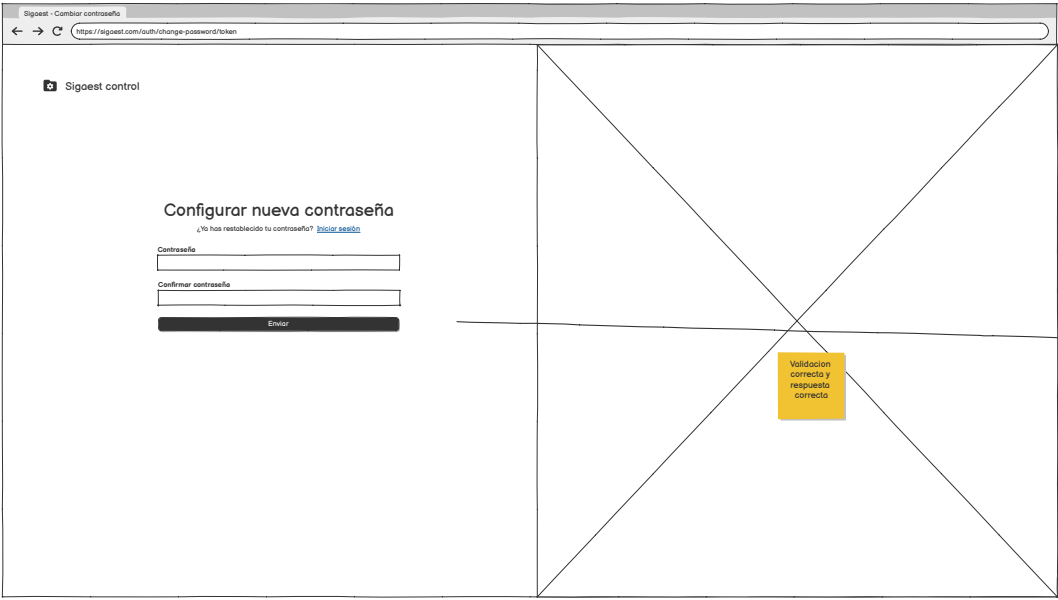 Sigaest - Cambiar contraseña
https://sigaest.com/auth/change-password/token
Sigaest control
Configurar nueva contraseña
¿Ya has restablecido tu contraseña? Iniciar sesión
Contraseña
Confirmar contraseña
Enviar
Validacion
correcta y
respuesta
correcta